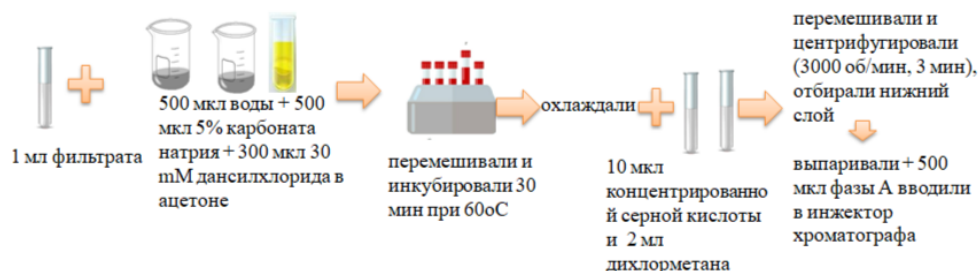 1 мл фильтрата
500 мкл воды + 500
мкл 5% карбоната
натрия + 300 мкл 30
mM дансилхлорида в
ацетоне
перемешивали и
инкубировали 30
мин при 60оС
охлаждали
10 мкл
концентрированно
й серной кислоты
и 2 мл
дихлорметана
перемешивали и
центрифугировали
(3000 об/мин, 3 мин),
отбирали нижний
слой
выпаривали + 500
мкл фазы А вводили
в инжектор
хроматографа